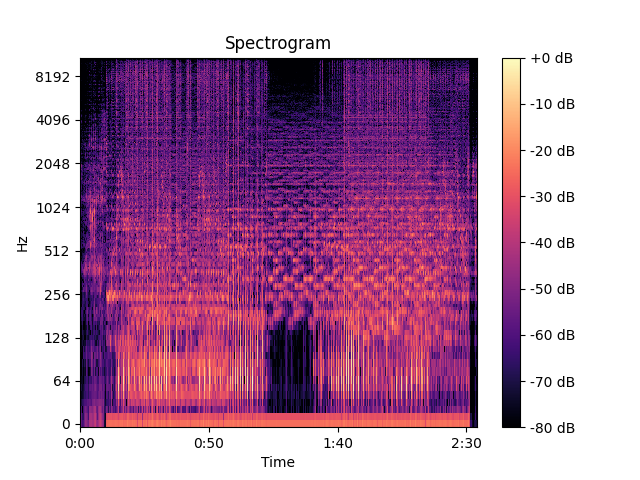 Spectrogram
8192
4096
2048
1024
512
256
128
64
0
Hz
0:00
0:50
1:40
2:30
Time
+0 dB
-10 dB
-20 dB
-30 dB
-40 dB
-50 dB
-60 dB
-70 dB
-80 dB